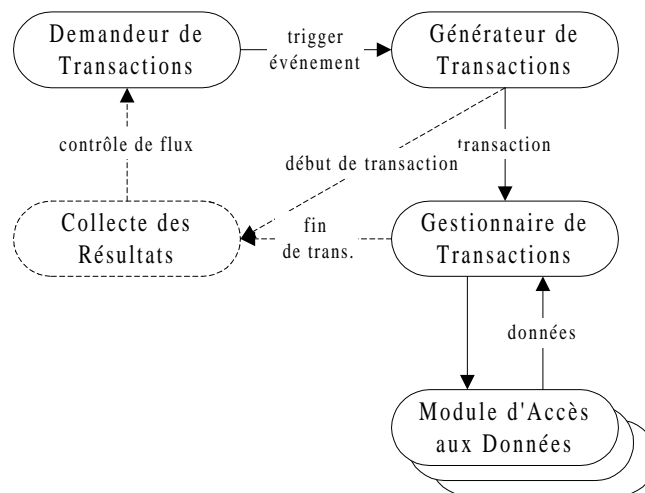 Demandeur de
Transactions
trigger
événement
Générateur de
Transactions
contrôle de flux
début de transaction
transaction
Collecte des
Résultats
fin
de trans.
Gestionnaire de
Transactions
données
Module d'Accès
aux Données